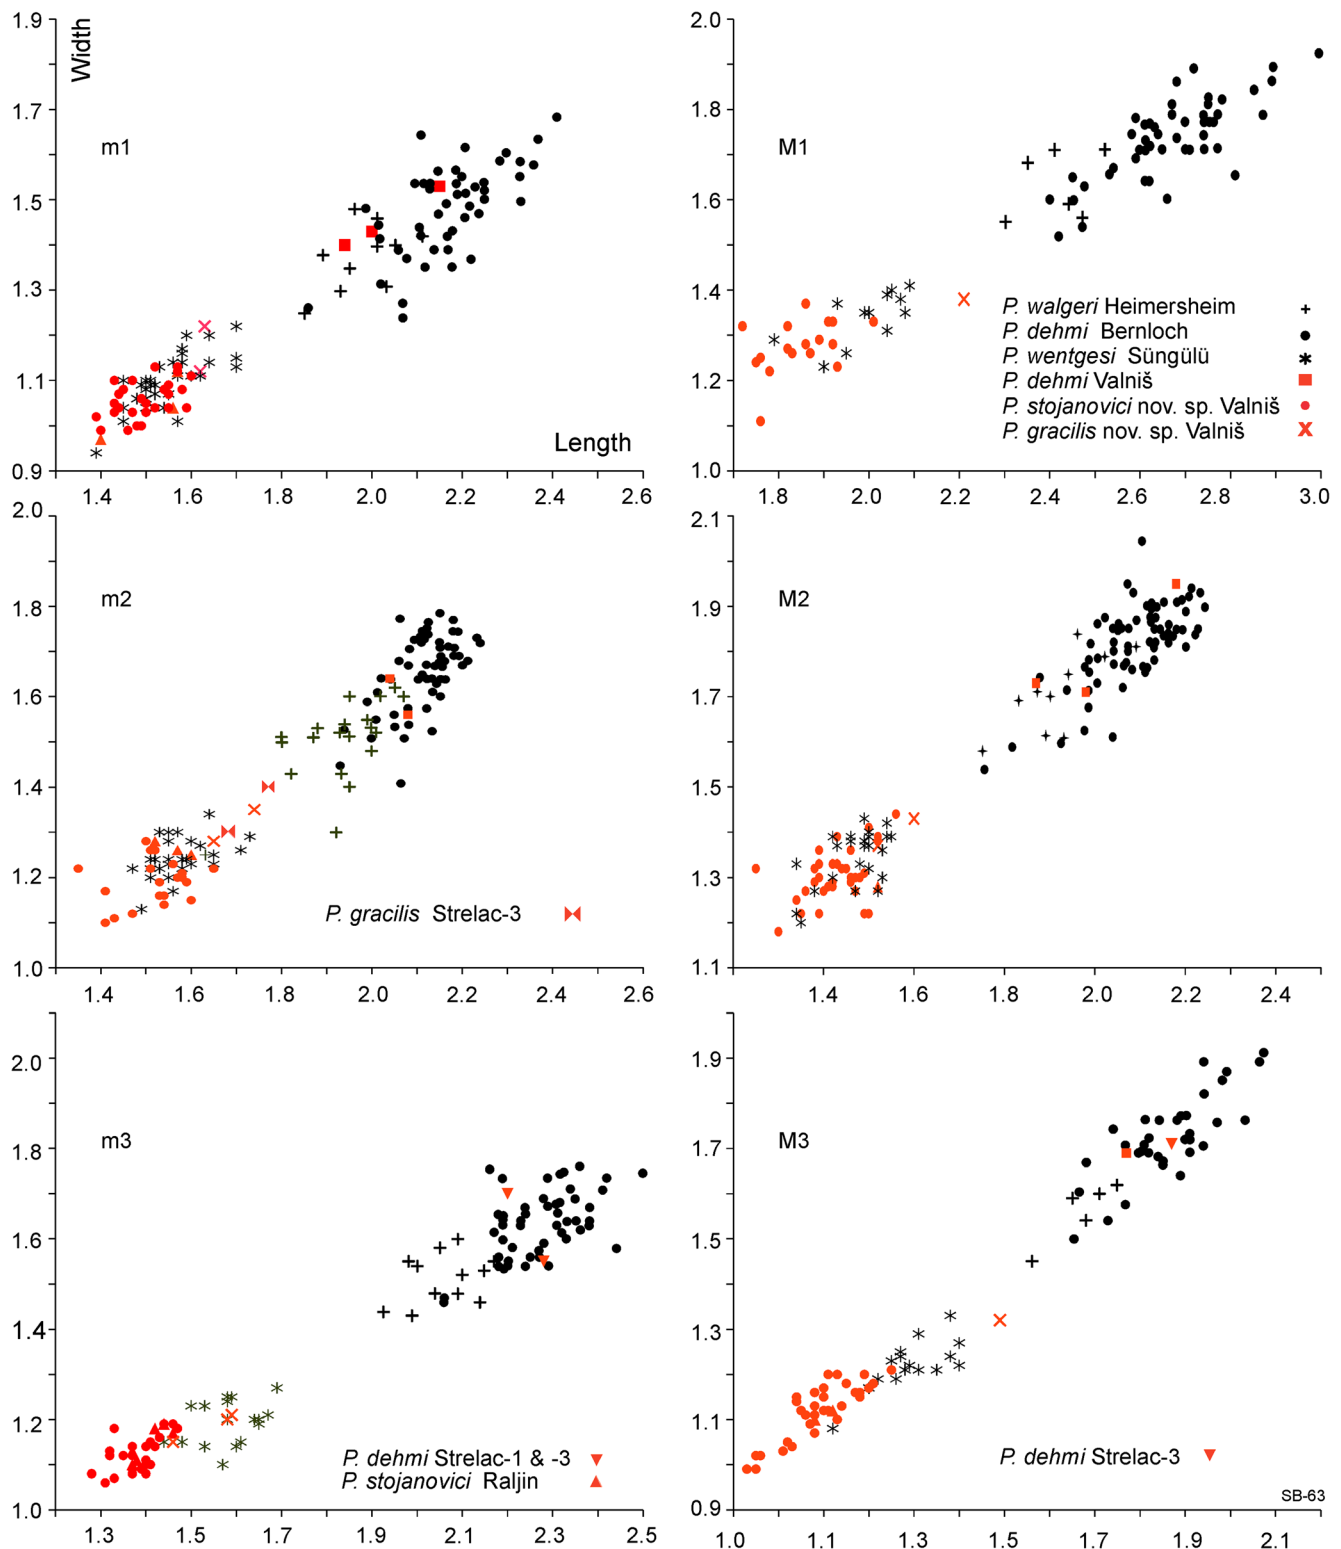 1.9
Width
1.7
m1
1.5
1.3
1.1
Length
0.9
1.4 1.6 1.8 2.0 2.2 2.4 2.6
2.0
1.8
M1
1.6
1.4
P. walgeri Heimersheim
P. dehmi Bernloch
P. wentgesi Süngülü
P. dehmi Valniš
P. stojanovici nov. sp. Valniš
P. gracilis nov. sp. Valniš
1.2
1.0
1.8 2.0 2.2 2.4 2.6 2.8 3.0
2.0
1.8
m2
1.6
1.4
1.2
P. gracilis Strelac-3
1.0
1.4 1.6 1.8 2.0 2.2 2.4 2.6
2.1
1.9
M2
1.7
1.5
1.3
1.1
1.4 1.6 1.8 2.0 2.2 2.4
2.0
1.8
m3
1.6
1.4
1.2
P. dehmi Strelac-1 & -3
P. stojanovici Raljin
1.0
1.3 1.5 1.7 1.9 2.1 2.3 2.5
1.9
1.7
M3
1.5
1.3
1.1
P. dehmi Strelac-3
SB-63
0.9
1.0 1.1 1.3 1.5 1.7 1.9 2.1